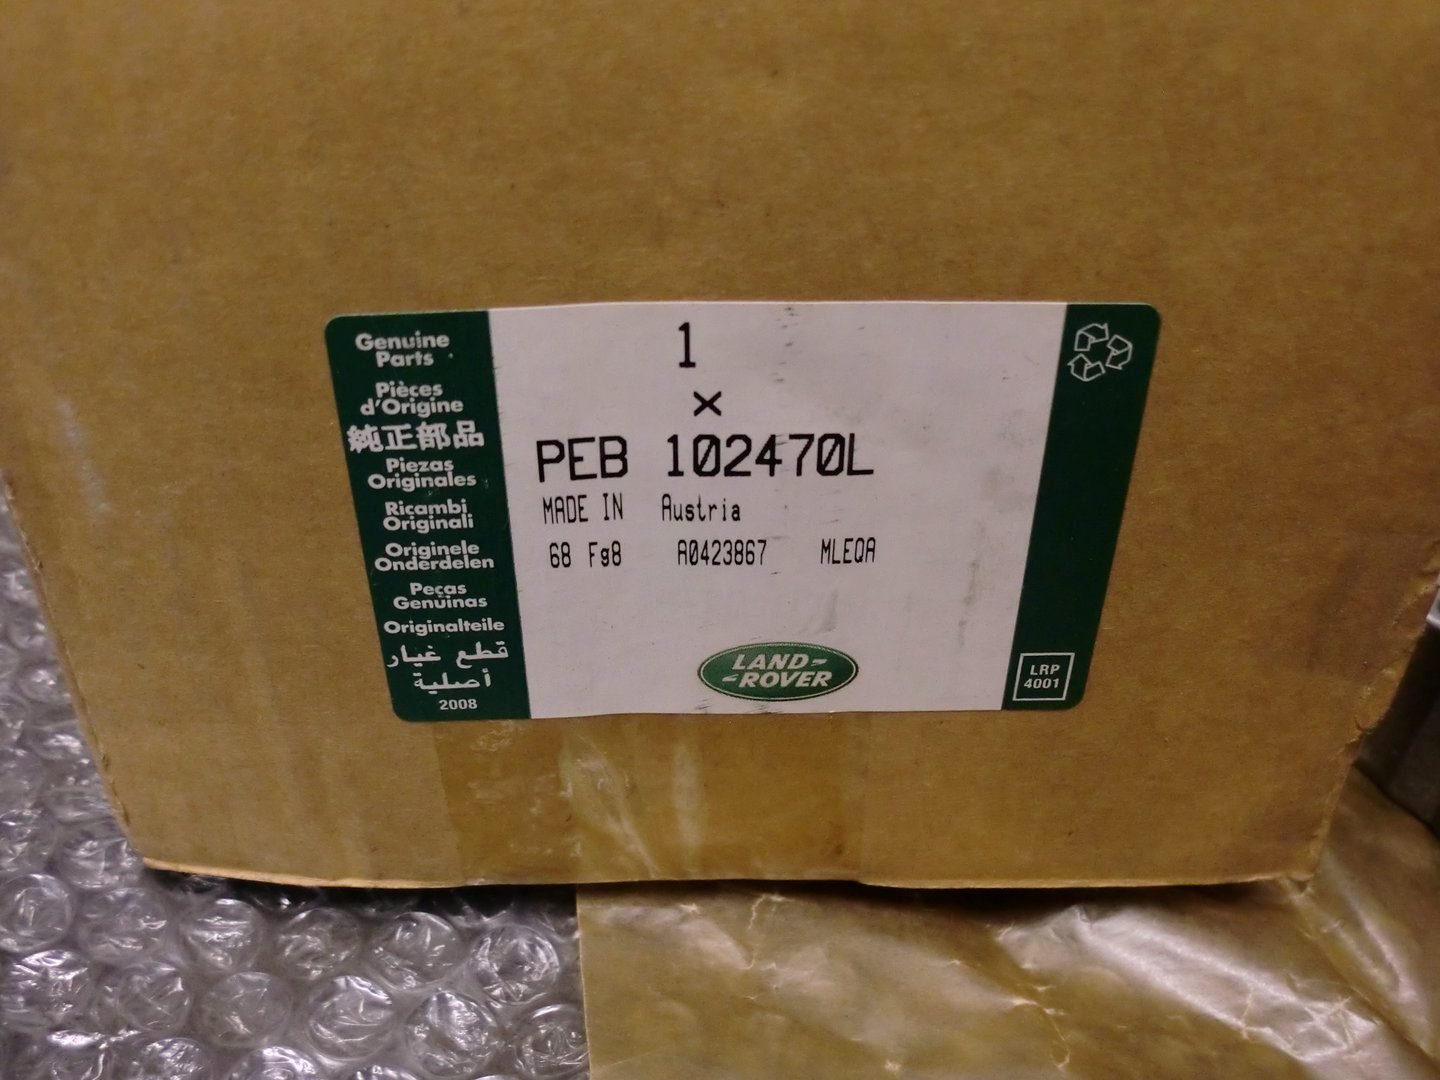 Genuine
Parts
Pièces
d'Origine
純正部品
Piezas
Originales
Ricambi
Originali
Originele
Onderdelen
Peças
Genuïnas
Originalteile
قطع غيار
أصلية
2008
1
×
PEB 102470L
MADE IN Austria
68 Fg8 A0423867 MLEQA
LAND-
-ROVER
LRP
4001